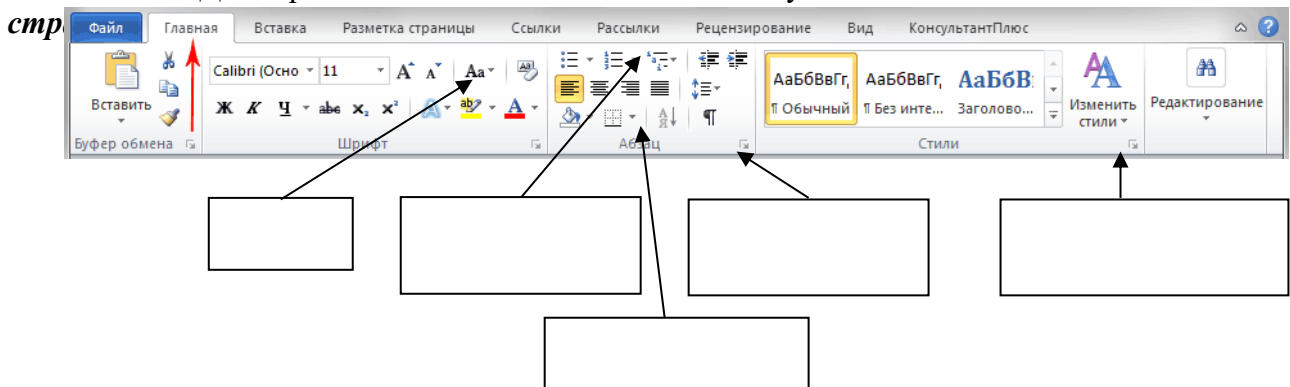 стр
Файл Главная Вставка Разметка страницы Ссылки Рассылки Рецензирование Вид КонсультантПлюс
Calibri (Осно 11 Aa
Вставить
Ж К Ч abc x₂ x² A ab A
АаБбВвГг, АаБбВвГг, АаБбВ
¶ Обычный ¶ Без инте... Заголово...
Изменить стили
Редактирование
Буфер обмена Шрифт Абзац Стили